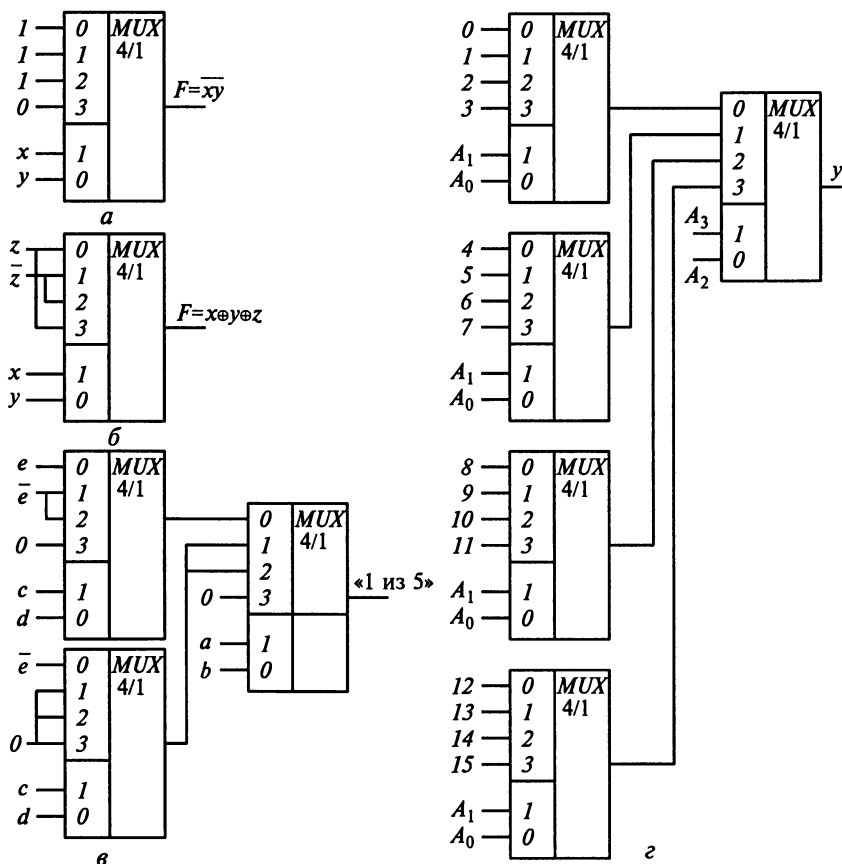 1 0 MUX
1 1 4/1
1 2
0 3 F=x̅y̅
x 1
y 0
а
z 0 MUX
z̅ 1 4/1
2
3 F=x⊕y⊕z
x 1
y 0
б
e 0 MUX
e̅ 1 4/1
2
0 3
c 1
d 0
0 MUX
1 4/1
2
0 3 «1 из 5»
a 1
b 0
e̅ 0 MUX
1 4/1
2
0 3
c 1
d 0
в
0 0 MUX
1 1 4/1
2 2
3 3
A₁ 1
A₀ 0
4 0 MUX
5 1 4/1
6 2
7 3
A₁ 1
A₀ 0
8 0 MUX
9 1 4/1
10 2
11 3
A₁ 1
A₀ 0
12 0 MUX
13 1 4/1
14 2
15 3
A₁ 1
A₀ 0
0 MUX
1 4/1
2
3 y
A₃ 1
A₂ 0
г